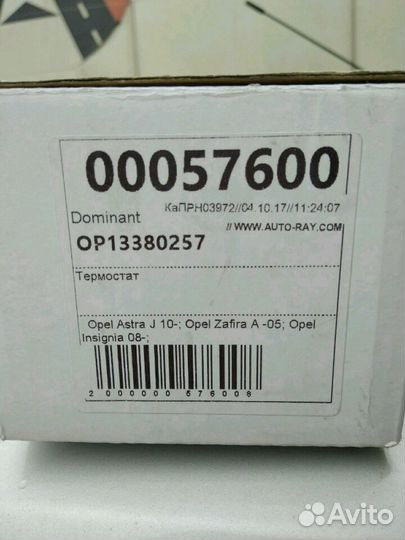 00057600
КаПРН03972//04.10.17//11:24:07
Dominant
// WWW.AUTO-RAY.COM
OP13380257
Термостат
Opel Astra J 10-; Opel Zafira A -05; Opel
Insignia 08-;
2 000000 576008
Avito